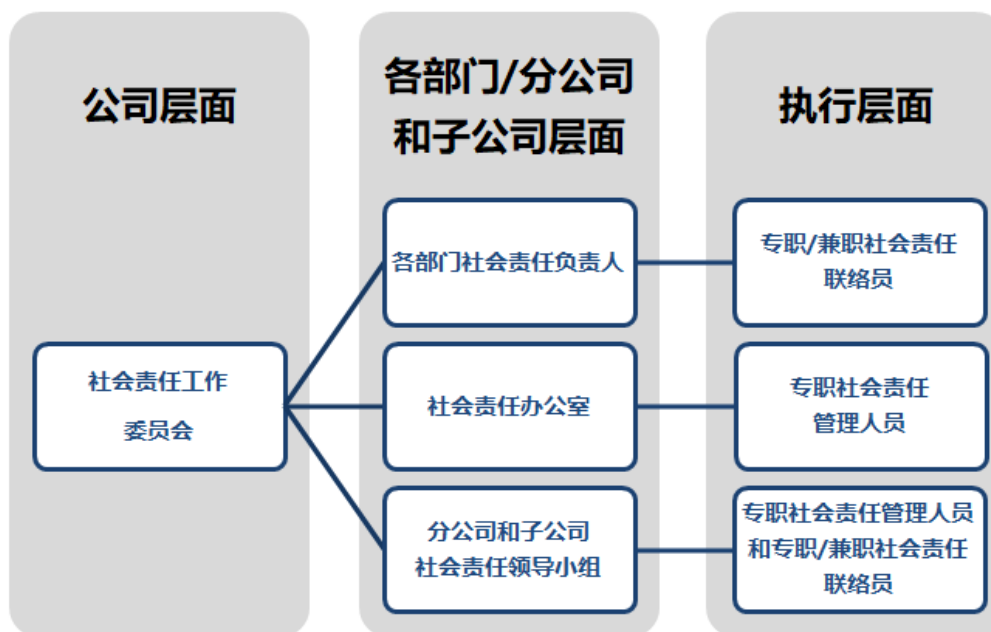 公司层面
各部门/分公司
和子公司层面
执行层面
社会责任工作
委员会
各部门社会责任负责人
社会责任办公室
分公司和子公司
社会责任领导小组
专职/兼职社会责任
联络员
专职社会责任
管理人员
专职社会责任管理人员
和专职/兼职社会责任
联络员